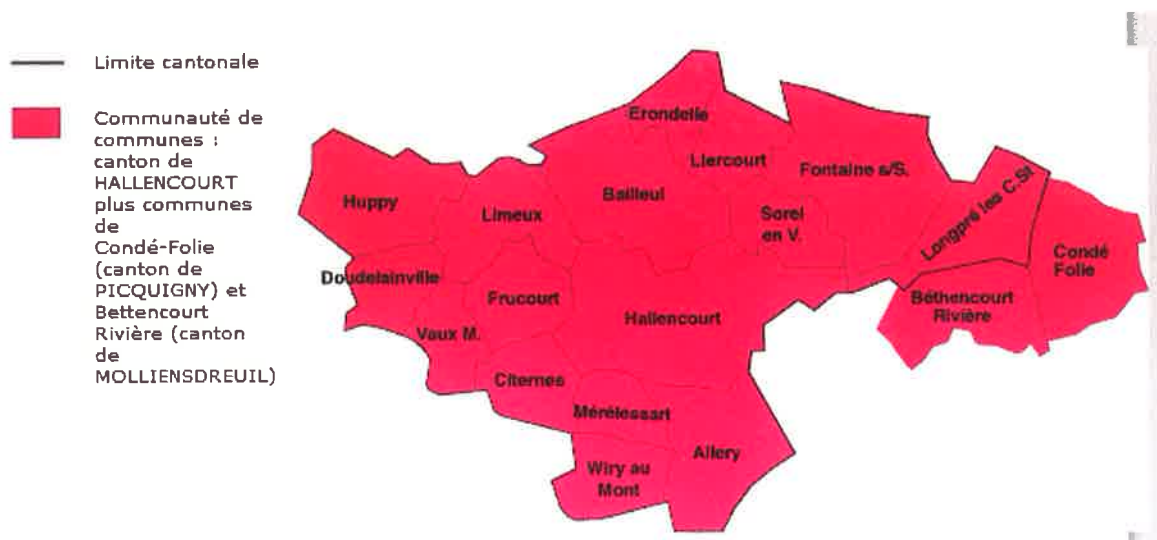 Limite cantonale
Communauté de
communes :
canton de
HALLENCOURT
plus communes
de
Condé-Folie
(canton de
PICQUIGNY) et
Bettencourt
Rivière (canton
de
MOLLIENSDREUIL)
Erondelle
Liercourt
Fontaine s/S.
Bailleul
Huppy
Limeux
Sorel
en V.
Longpré les C.St
Condé
Folie
Doudelainville
Frucourt
Hallencourt
Béthencourt
Rivière
Vaux M.
Citernes
Mérélessart
Allery
Wiry au
Mont